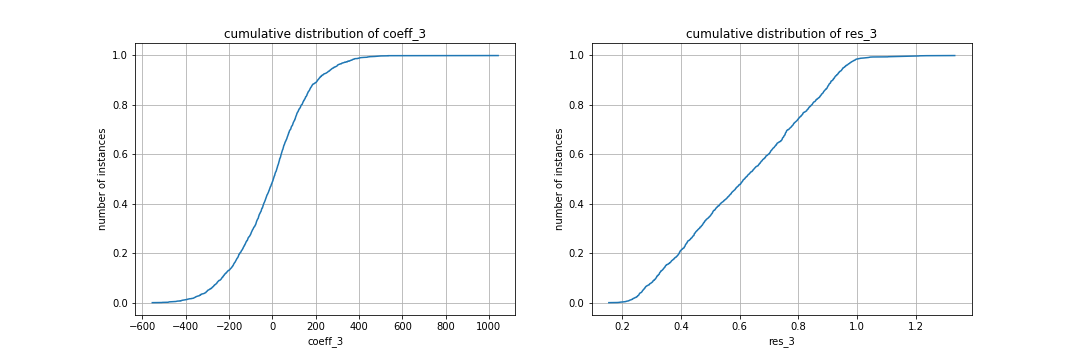 cumulative distribution of coeff_3
number of instances
1.0
0.8
0.6
0.4
0.2
0.0
−600 −400 −200 0 200 400 600 800 1000
coeff_3
cumulative distribution of res_3
number of instances
1.0
0.8
0.6
0.4
0.2
0.0
0.2 0.4 0.6 0.8 1.0 1.2
res_3